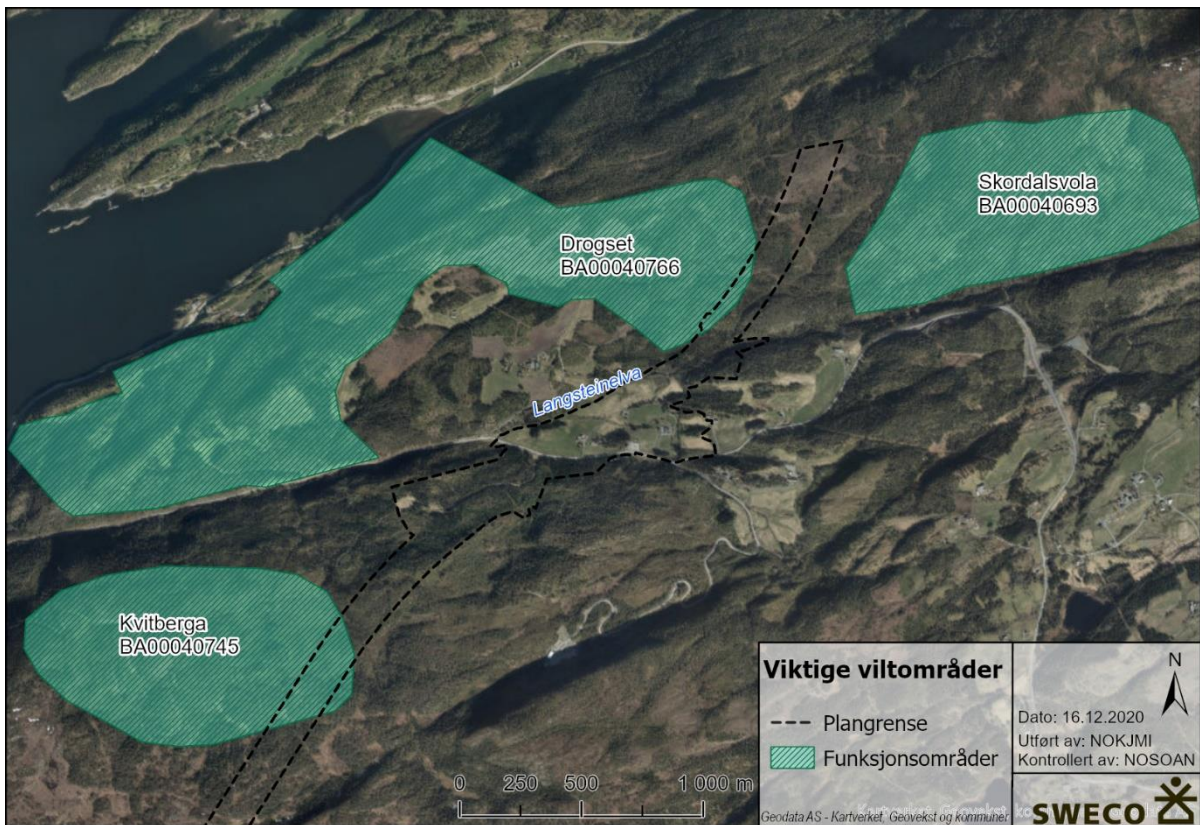 Skordalsvola
BA00040693
Drogset
BA00040766
Langsteinelva
Kvitberga
BA00040745
Viktige viltområder
Plangrense
Funksjonsområder
N
Dato: 16.12.2020
Utført av: NOKJMI
Kontrollert av: NOSOAN
0 250 500 1 000 m
Geodata AS - Kartverket, Geovekst og kommuner
SWECO